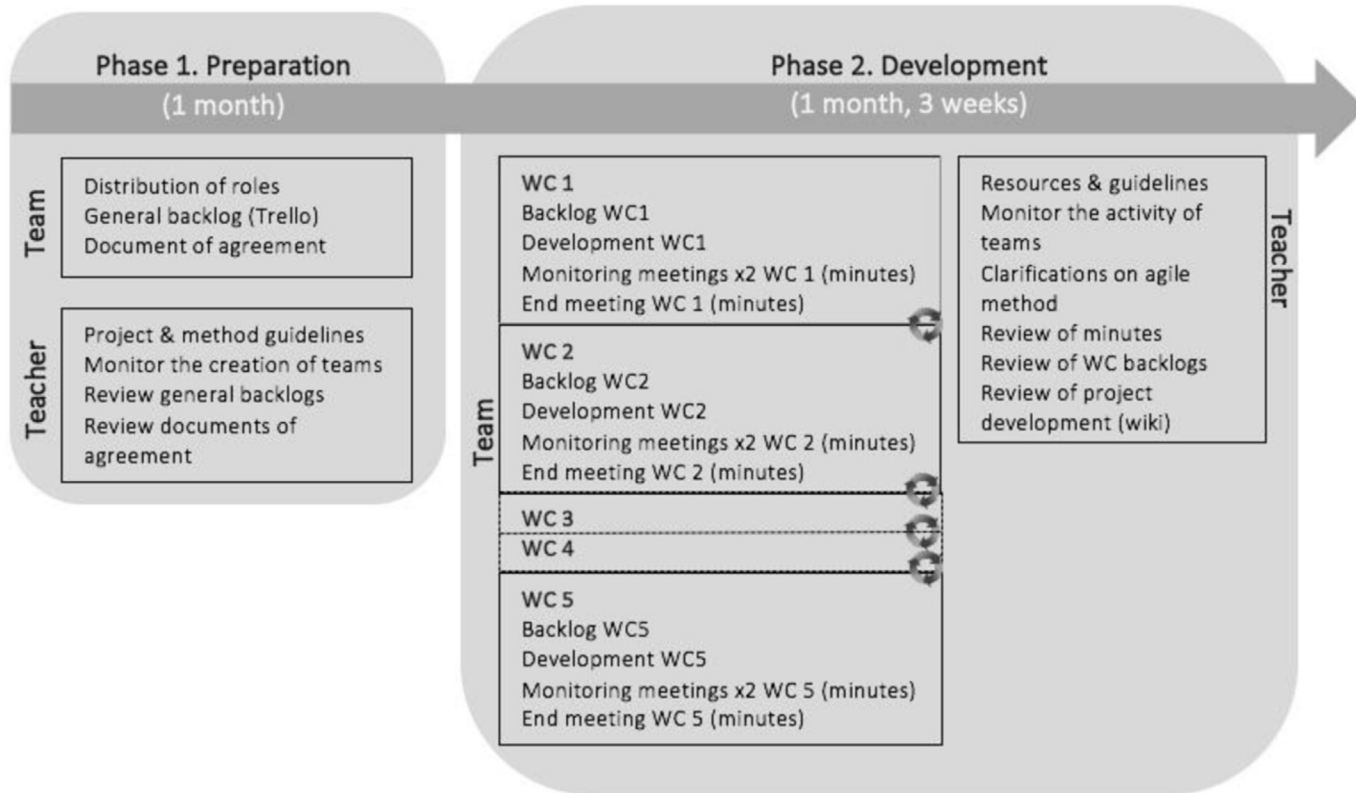 Phase 1. Preparation
(1 month)
Team
Distribution of roles
General backlog (Trello)
Document of agreement
Teacher
Project & method guidelines
Monitor the creation of teams
Review general backlogs
Review documents of
agreement
Phase 2. Development
(1 month, 3 weeks)
Team
WC 1
Backlog WC1
Development WC1
Monitoring meetings x2 WC 1 (minutes)
End meeting WC 1 (minutes)
WC 2
Backlog WC2
Development WC2
Monitoring meetings x2 WC 2 (minutes)
End meeting WC 2 (minutes)
WC 3
WC 4
WC 5
Backlog WC5
Development WC5
Monitoring meetings x2 WC 5 (minutes)
End meeting WC 5 (minutes)
Resources & guidelines
Monitor the activity of
teams
Clarifications on agile
method
Review of minutes
Review of WC backlogs
Review of project
development (wiki)
Teacher